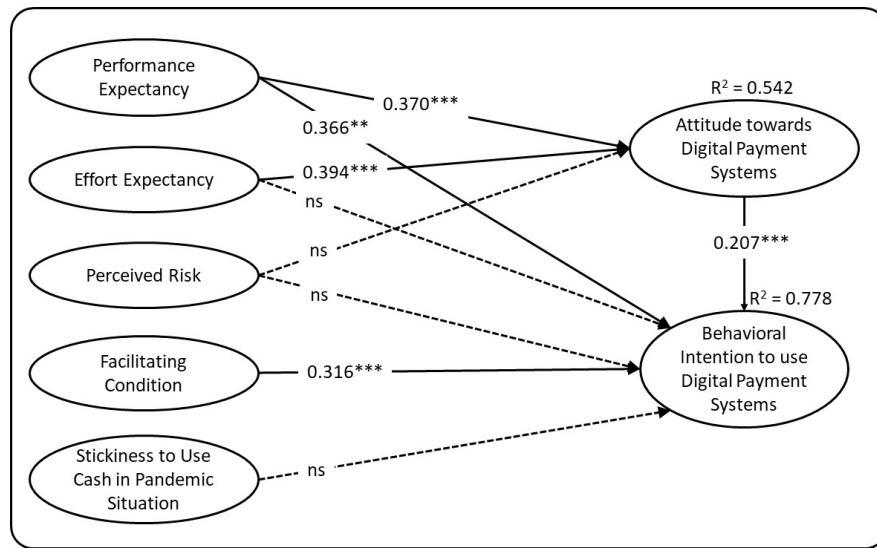 Performance
Expectancy
Effort Expectancy
Perceived Risk
Facilitating
Condition
Stickiness to Use
Cash in Pandemic
Situation
0.370***
0.366**
0.394***
ns
ns
ns
0.316***
ns
R² = 0.542
Attitude towards
Digital Payment
Systems
0.207***
R² = 0.778
Behavioral
Intention to use
Digital Payment
Systems